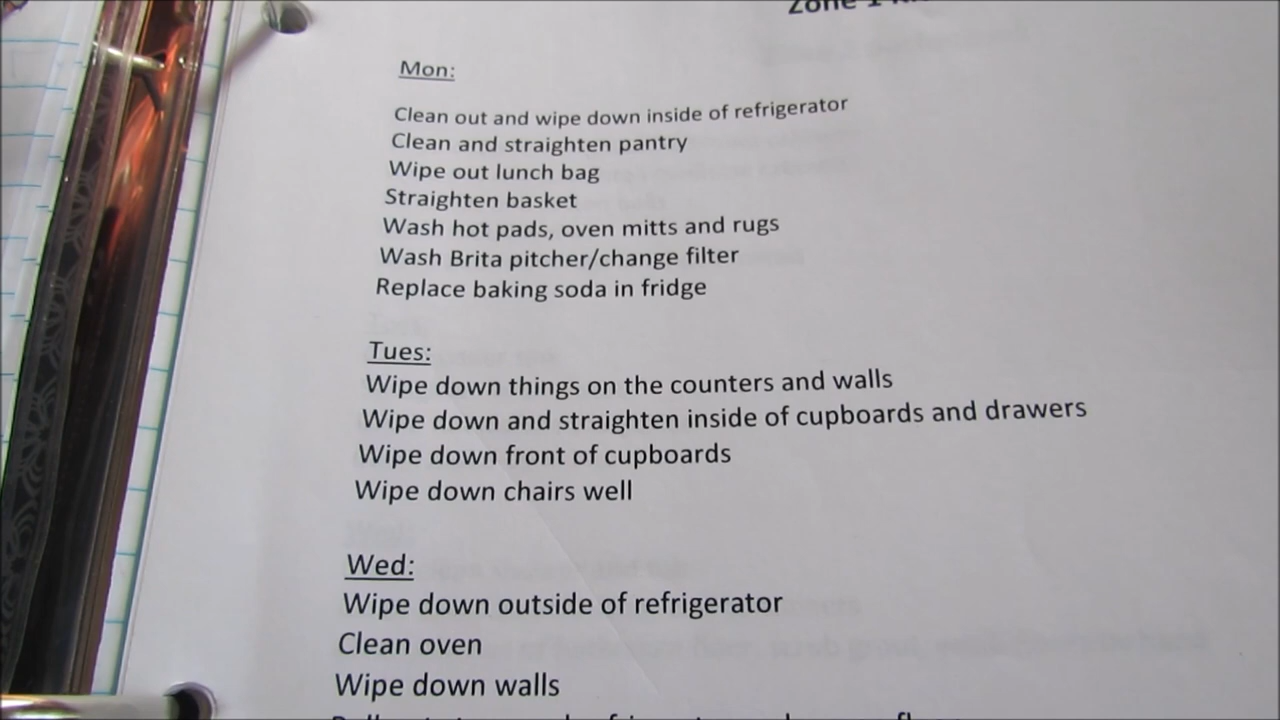 Zone 1
Mon:
Clean out and wipe down inside of refrigerator
Clean and straighten pantry
Wipe out lunch bag
Straighten basket
Wash hot pads, oven mitts and rugs
Wash Brita pitcher/change filter
Replace baking soda in fridge
Tues:
Wipe down things on the counters and walls
Wipe down and straighten inside of cupboards and drawers
Wipe down front of cupboards
Wipe down chairs well
Wed:
Wipe down outside of refrigerator
Clean oven
Wipe down walls